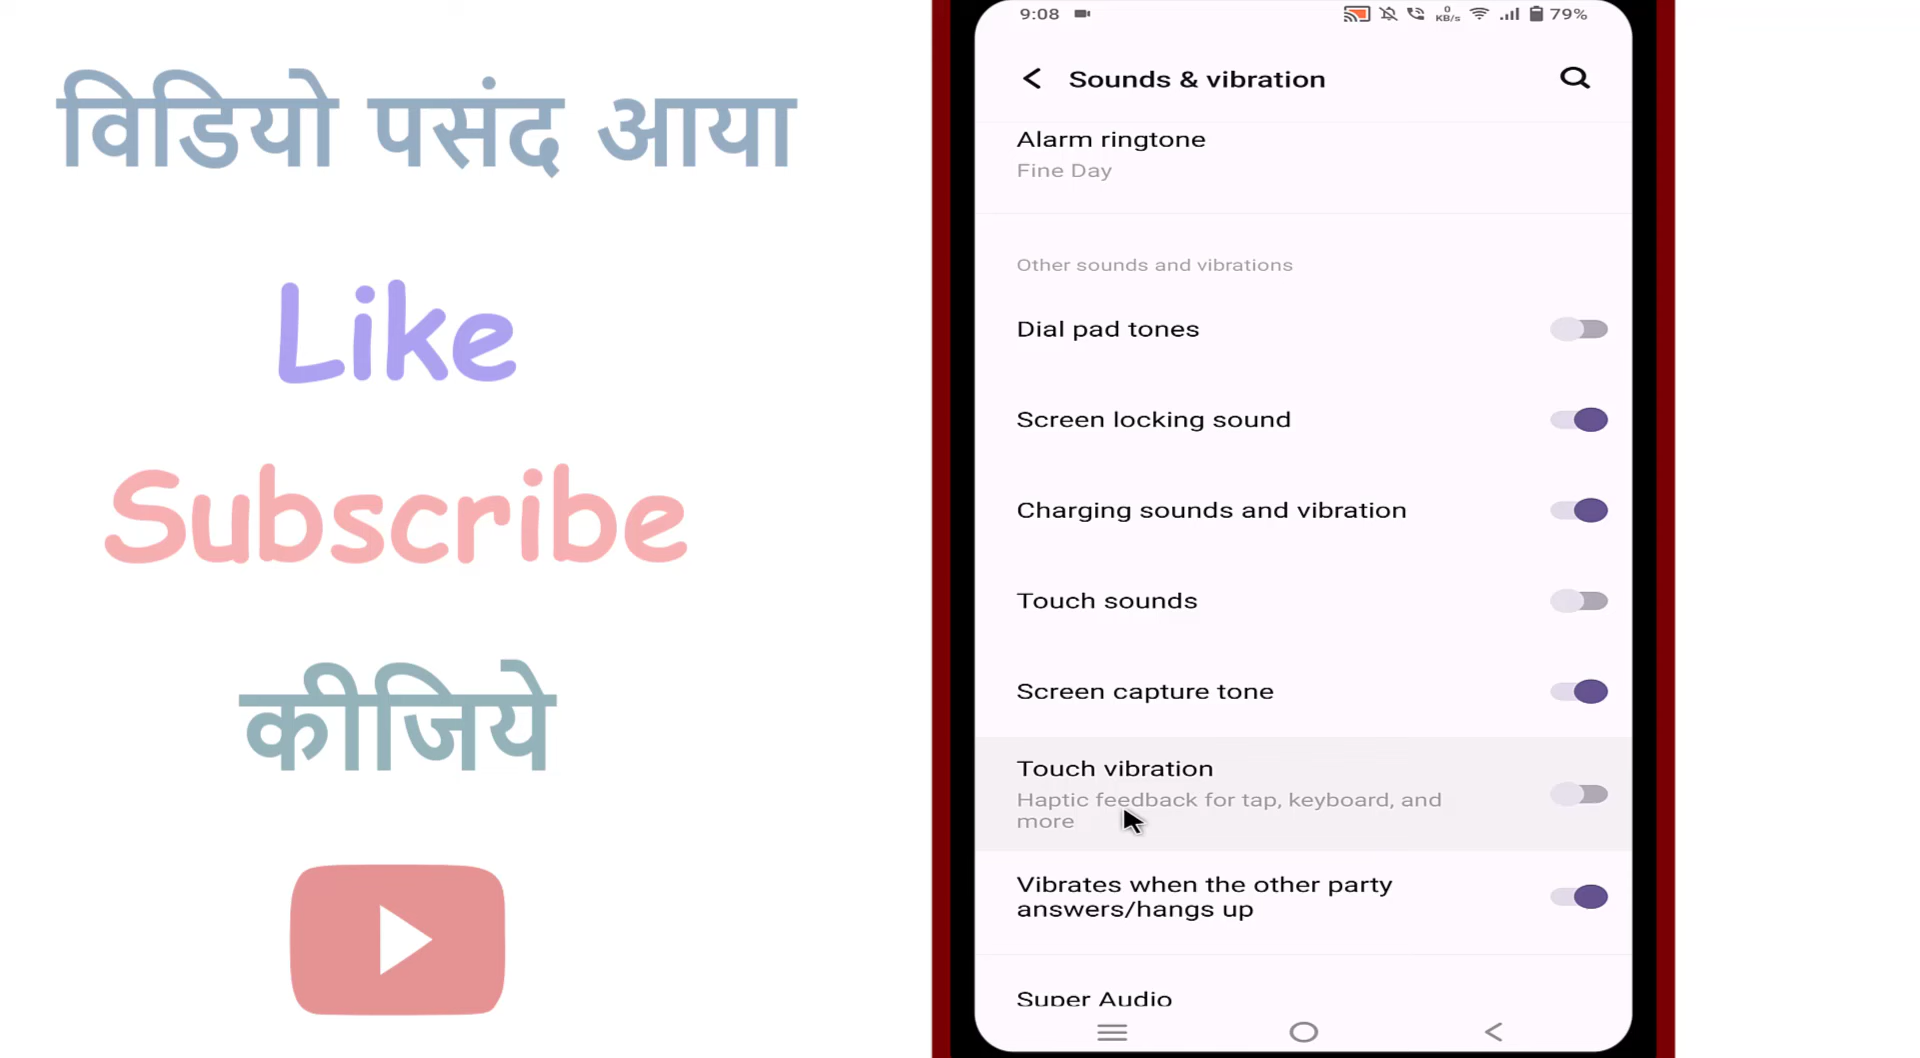 विडियो पसंद आया
Like
Subscribe
कीजिये
9:08
0 KB/s
79%
Sounds & vibration
Alarm ringtone
Fine Day
Other sounds and vibrations
Dial pad tones
Screen locking sound
Charging sounds and vibration
Touch sounds
Screen capture tone
Touch vibration
Haptic feedback for tap, keyboard, and
more
Vibrates when the other party
answers/hangs up
Super Audio